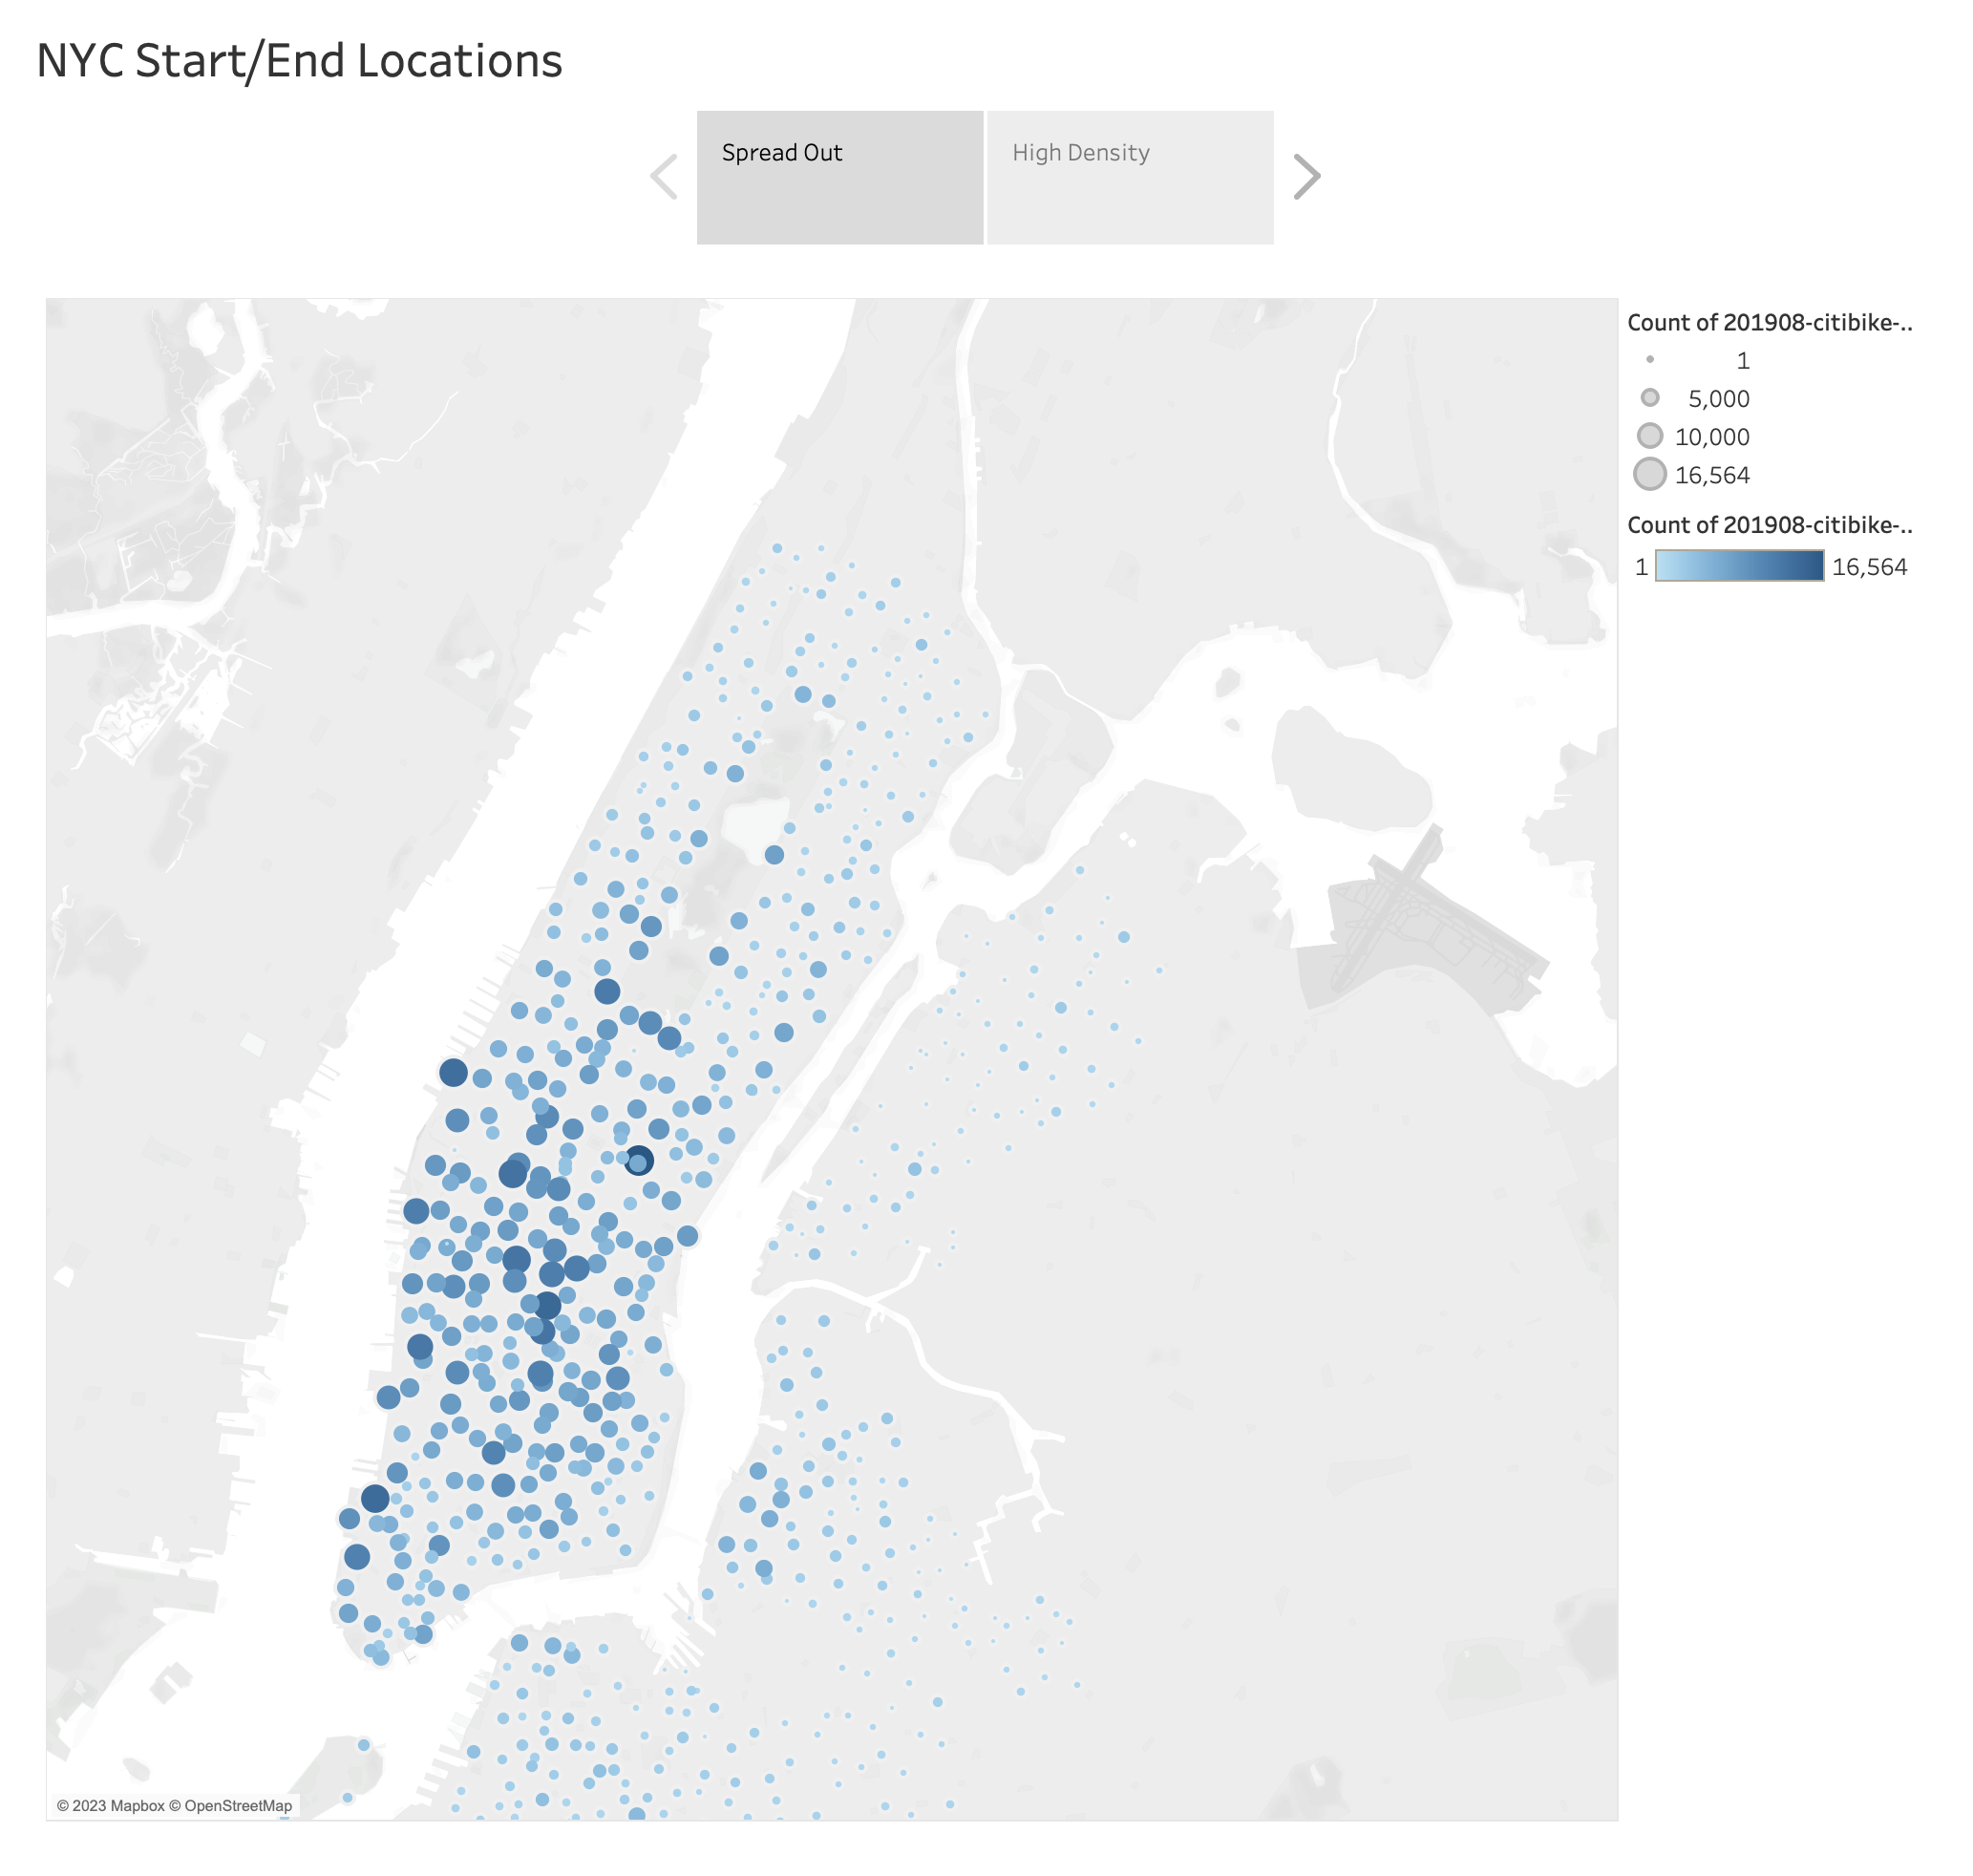 NYC Start/End Locations
Spread Out
High Density
Count of 201908-citibike-..
1
5,000
10,000
16,564
Count of 201908-citibike-..
1 16,564
© 2023 Mapbox © OpenStreetMap